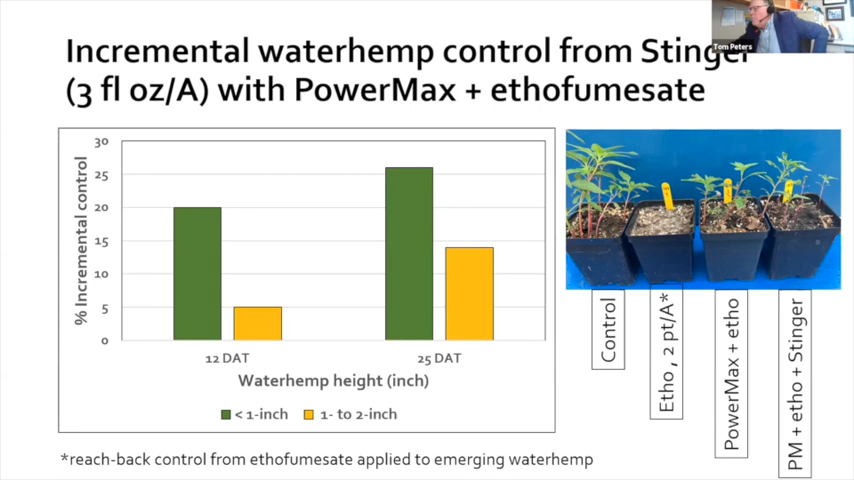 Tom Peters
Incremental waterhemp control from Stinger
(3 fl oz/A) with PowerMax + ethofumesate
% Incremental control
30
25
20
15
10
5
0
12 DAT
25 DAT
Waterhemp height (inch)
< 1-inch
1- to 2-inch
Control
Etho , 2 pt/A*
PowerMax + etho
PM + etho + Stinger
*reach-back control from ethofumesate applied to emerging waterhemp